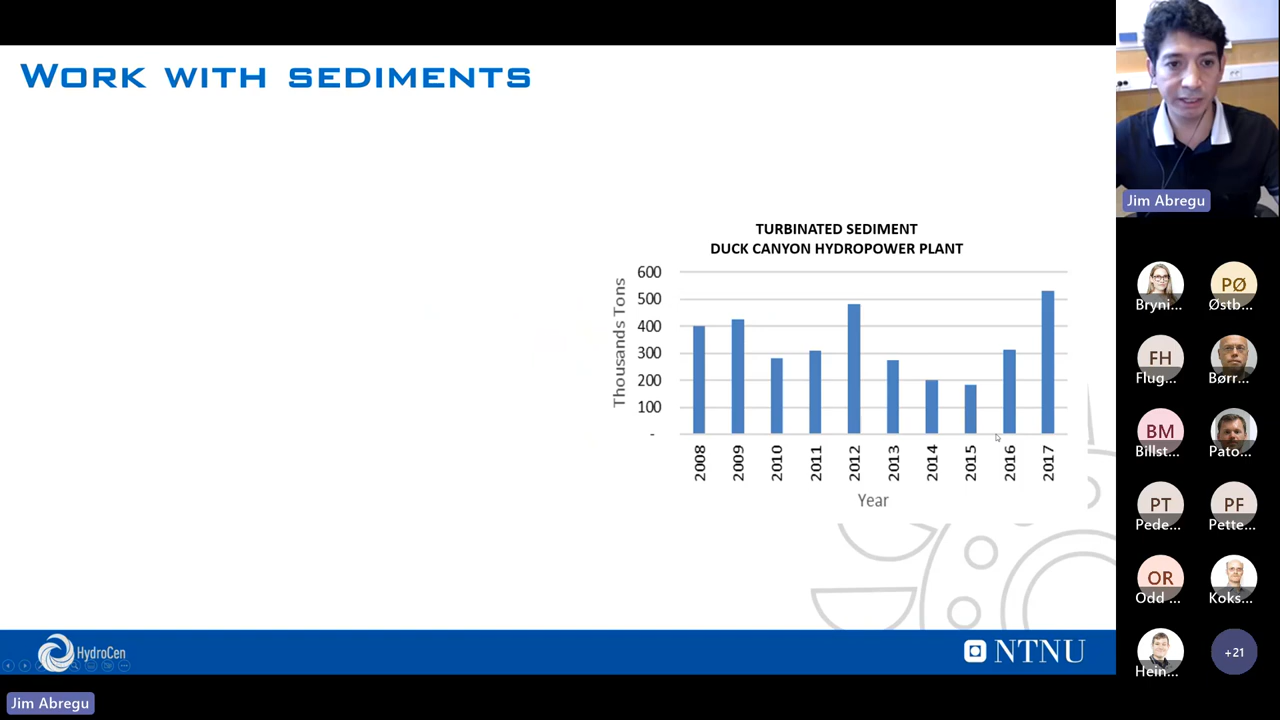 WORK WITH SEDIMENTS
TURBINATED SEDIMENT
DUCK CANYON HYDROPOWER PLANT
Thousands Tons
600
500
400
300
200
100
-
2008
2009
2010
2011
2012
2013
2014
2015
2016
2017
Year
HydroCen
NTNU
Jim Abregu
Jim Abregu
Bryni...
PØ
Østb...
FH
Flug...
Børr...
BM
Billst...
Pato...
PT
Pede...
PF
Pette...
OR
Odd ...
Koks...
Hein...
+21